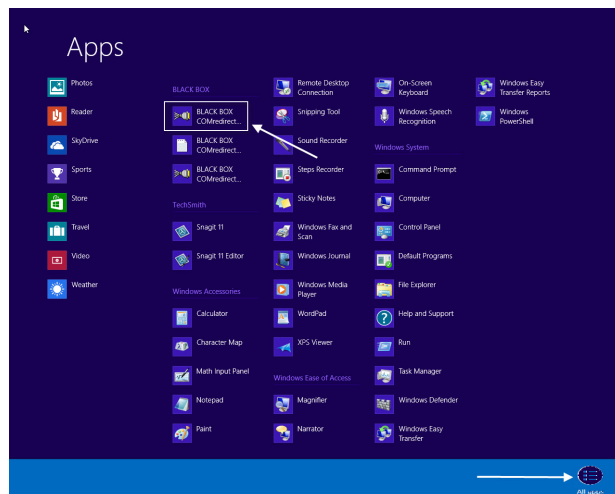 Apps
Photos
Reader
SkyDrive
Sports
Store
Travel
Video
Weather
BLACK BOX
BLACK BOX
COMredirect...
BLACK BOX
COMredirect...
BLACK BOX
COMredirect...
TechSmith
Snagit 11
Snagit 11 Editor
Windows Accessories
Calculator
Character Map
Math Input Panel
Notepad
Paint
Remote Desktop
Connection
Snipping Tool
Sound Recorder
Steps Recorder
Sticky Notes
Windows Fax and
Scan
Windows Journal
Windows Media
Player
WordPad
XPS Viewer
Windows Ease of Access
Magnifier
Narrator
On-Screen
Keyboard
Windows Speech
Recognition
Windows System
Command Prompt
Computer
Control Panel
Default Programs
File Explorer
Help and Support
Run
Task Manager
Windows Defender
Windows Easy
Transfer
Windows Easy
Transfer Reports
Windows
PowerShell
All